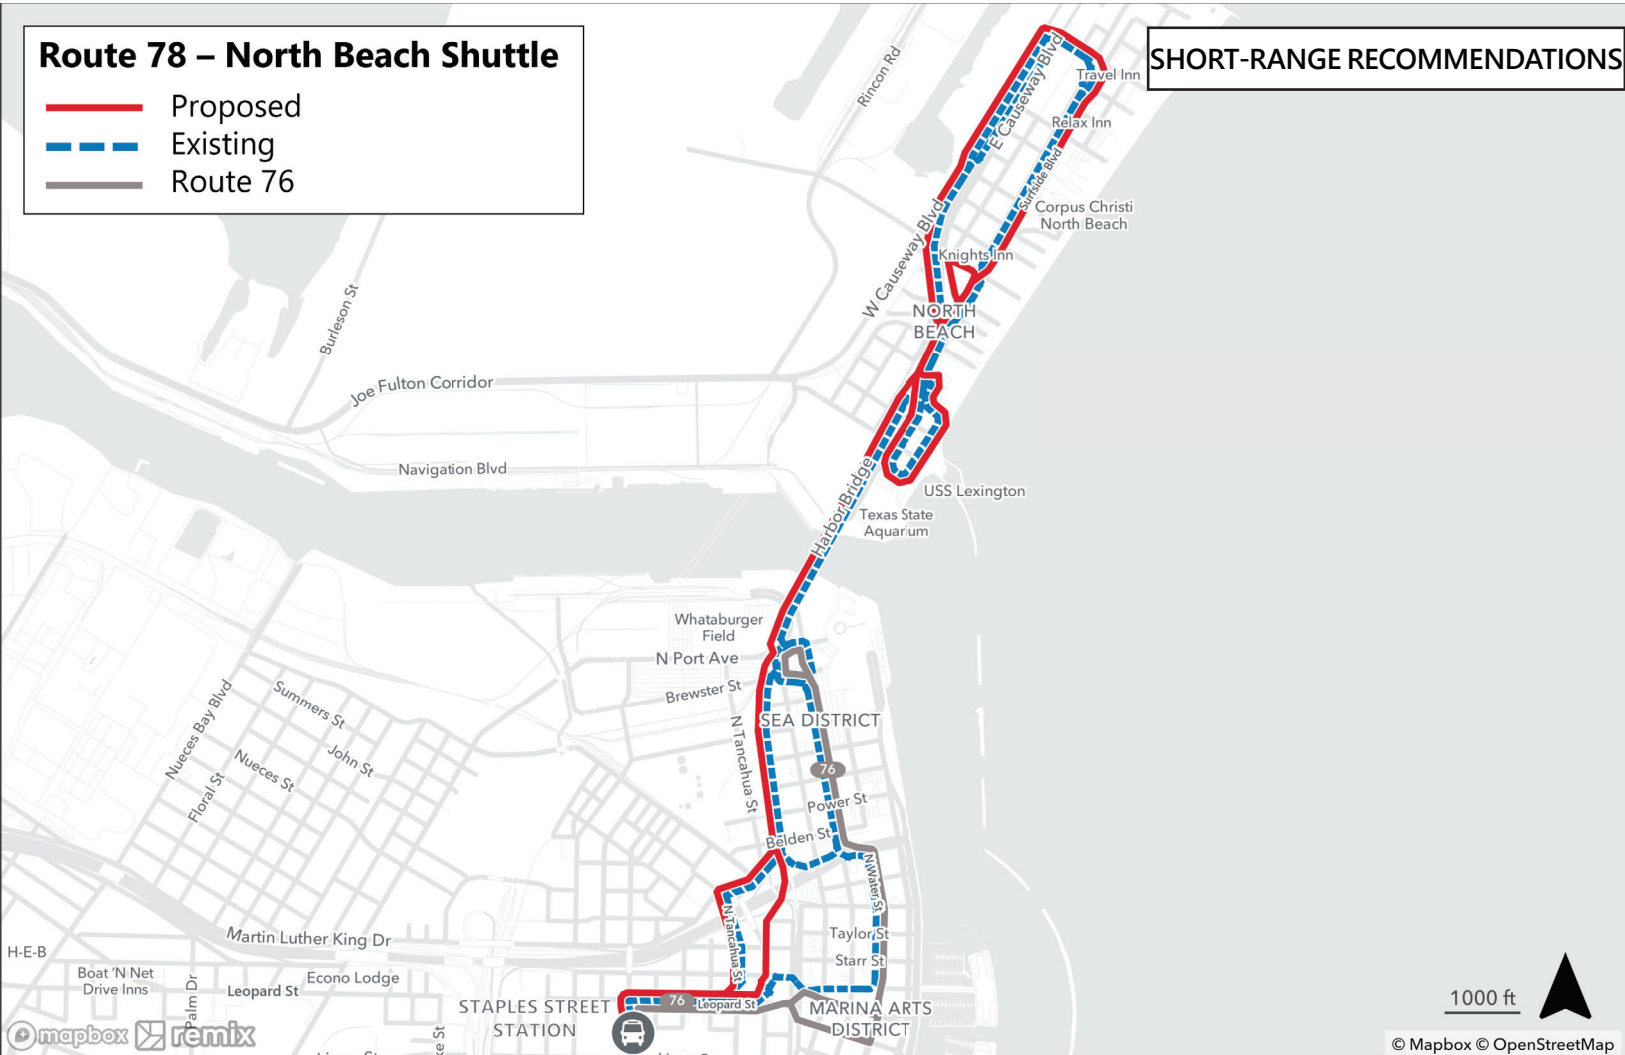 Route 78 – North Beach Shuttle
Proposed
Existing
Route 76
SHORT-RANGE RECOMMENDATIONS
Rincon Rd
E Causeway Blvd
Travel Inn
Relax Inn
Surfside Blvd
Corpus Christi
North Beach
W Causeway Blvd
Knights Inn
NORTH
BEACH
Burleson St
Joe Fulton Corridor
Navigation Blvd
Harbor Bridge
USS Lexington
Texas State
Aquarium
Whataburger
Field
N Port Ave
Brewster St
Summers St
Nueces Bay Blvd
John St
Nueces St
Floral St
N Tancahua St
SEA DISTRICT
76
Power St
Belden St
N Water St
N Tancahua St
Taylor St
Starr St
Martin Luther King Dr
H-E-B
Boat 'N Net
Drive Inns
Palm Dr
Econo Lodge
Leopard St
STAPLES STREET
STATION
76
Leopard St
MARINA ARTS
DISTRICT
1000 ft
mapbox
remix
© Mapbox © OpenStreetMap